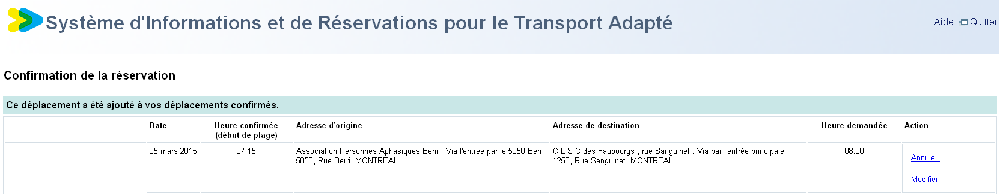 Système d'Informations et de Réservations pour le Transport Adapté
Aide Quitter
Confirmation de la réservation
Ce déplacement a été ajouté à vos déplacements confirmés.
Date Heure confirmée Adresse d'origine Adresse de destination Heure demandée Action
(début de plage)
05 mars 2015 07:15 Association Personnes Aphasiques Berri . Via l'entrée par le 5050 Berri C L S C des Faubourgs , rue Sanguinet . Via par l'entrée principale 08:00
5050, Rue Berri, MONTREAL 1250, Rue Sanguinet, MONTREAL
Annuler
Modifier